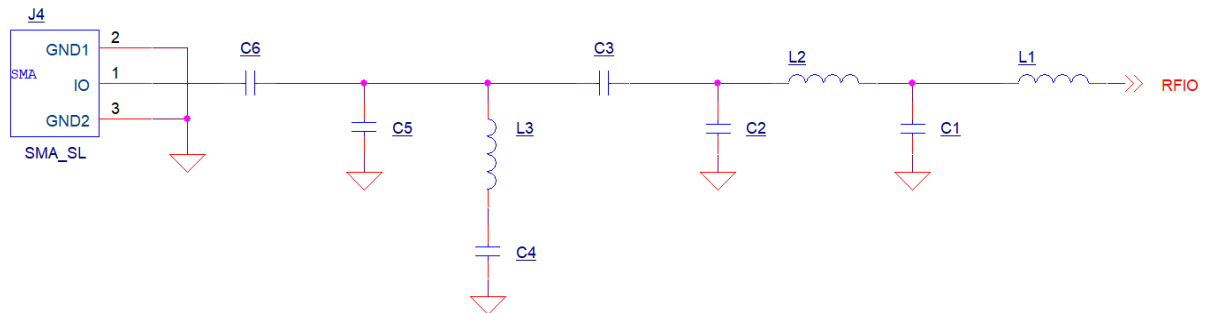 J4
GND1 2
SMA
IO 1
GND2 3
SMA_SL
C6
C5
L3
C4
C3
C2
L2
C1
L1
RFIO